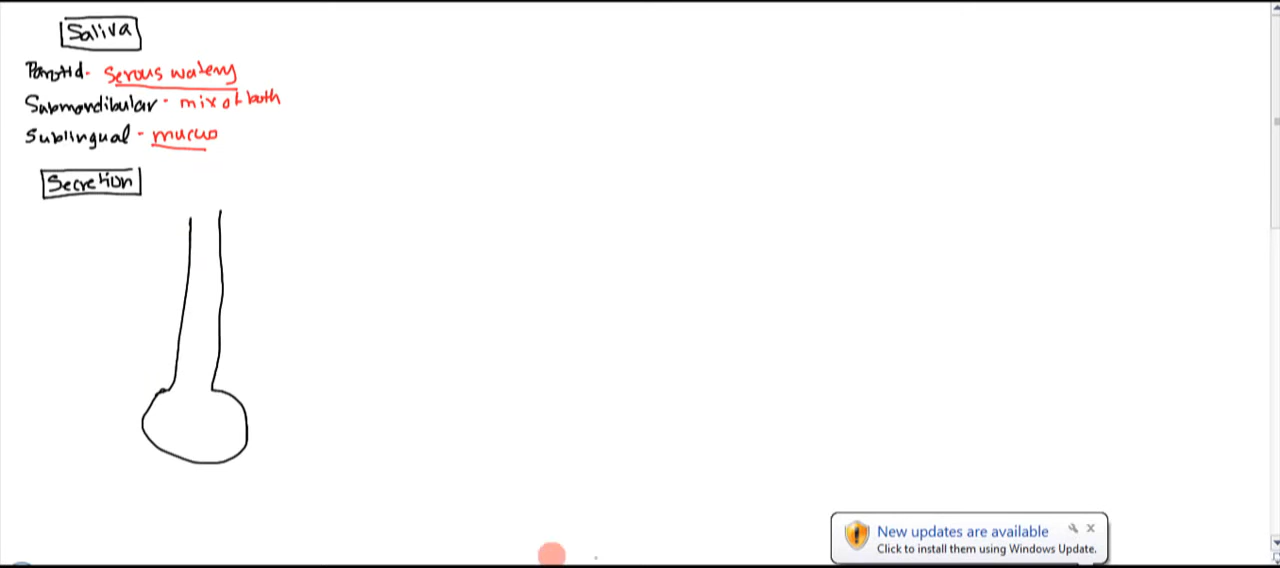 Saliva
Parotid - Serous watery
Submandibular - mix of both
Sublingual - mucus
Secretion
New updates are available
Click to install them using Windows Update.